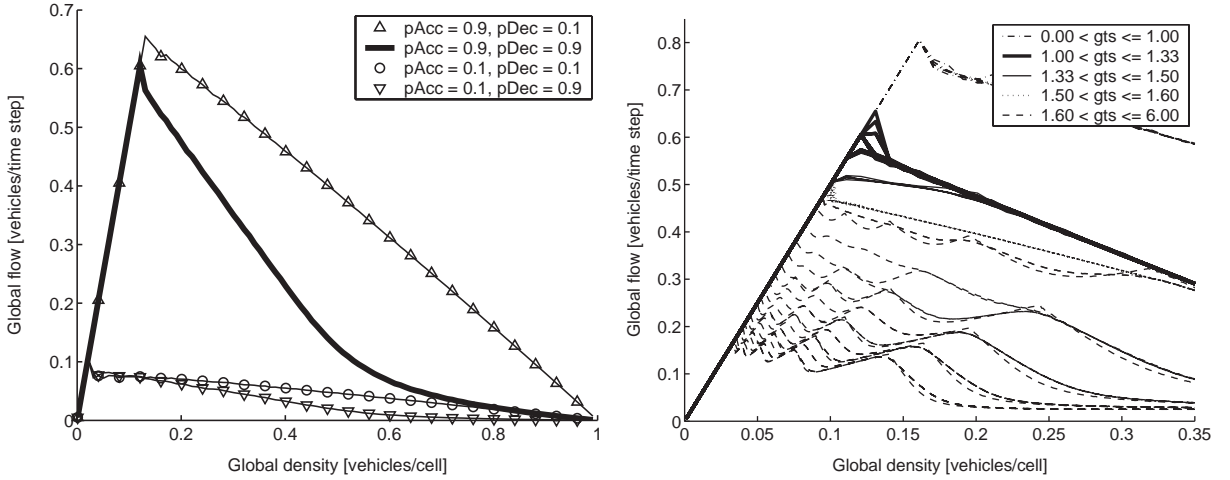 0.7
0.6
0.5
0.4
0.3
0.2
0.1
0
0
0.2
0.4
0.6
0.8
1
Global flow [vehicles/time step]
Global density [vehicles/cell]
pAcc = 0.9, pDec = 0.1
pAcc = 0.9, pDec = 0.9
pAcc = 0.1, pDec = 0.1
pAcc = 0.1, pDec = 0.9
0.8
0.7
0.6
0.5
0.4
0.3
0.2
0.1
0
0
0.05
0.1
0.15
0.2
0.25
0.3
0.35
Global flow [vehicles/time step]
Global density [vehicles/cell]
0.00 < gts <= 1.00
1.00 < gts <= 1.33
1.33 < gts <= 1.50
1.50 < gts <= 1.60
1.60 < gts <= 6.00